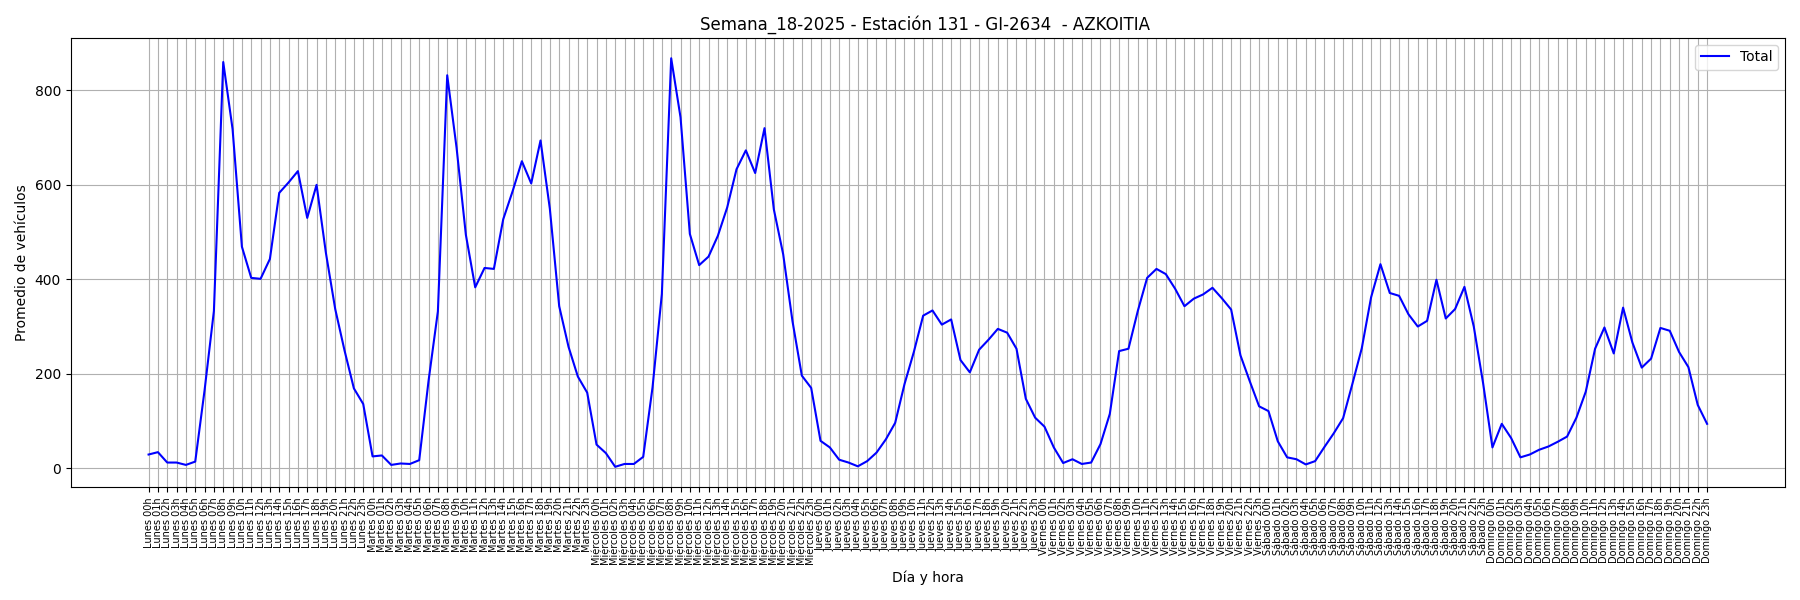 Semana_18-2025 - Estación 131 - GI-2634 - AZKOITIA
Total
Promedio de vehículos
800
600
400
200
0
Lunes 00h
Lunes 01h
Lunes 02h
Lunes 03h
Lunes 04h
Lunes 05h
Lunes 06h
Lunes 07h
Lunes 08h
Lunes 09h
Lunes 10h
Lunes 11h
Lunes 12h
Lunes 13h
Lunes 14h
Lunes 15h
Lunes 16h
Lunes 17h
Lunes 18h
Lunes 19h
Lunes 20h
Lunes 21h
Lunes 22h
Lunes 23h
Martes 00h
Martes 01h
Martes 02h
Martes 03h
Martes 04h
Martes 05h
Martes 06h
Martes 07h
Martes 08h
Martes 09h
Martes 10h
Martes 11h
Martes 12h
Martes 13h
Martes 14h
Martes 15h
Martes 16h
Martes 17h
Martes 18h
Martes 19h
Martes 20h
Martes 21h
Martes 22h
Martes 23h
Miércoles 00h
Miércoles 01h
Miércoles 02h
Miércoles 03h
Miércoles 04h
Miércoles 05h
Miércoles 06h
Miércoles 07h
Miércoles 08h
Miércoles 09h
Miércoles 10h
Miércoles 11h
Miércoles 12h
Miércoles 13h
Miércoles 14h
Miércoles 15h
Miércoles 16h
Miércoles 17h
Miércoles 18h
Miércoles 19h
Miércoles 20h
Miércoles 21h
Miércoles 22h
Miércoles 23h
Jueves 00h
Jueves 01h
Jueves 02h
Jueves 03h
Jueves 04h
Jueves 05h
Jueves 06h
Jueves 07h
Jueves 08h
Jueves 09h
Jueves 10h
Jueves 11h
Jueves 12h
Jueves 13h
Jueves 14h
Jueves 15h
Jueves 16h
Jueves 17h
Jueves 18h
Jueves 19h
Jueves 20h
Jueves 21h
Jueves 22h
Jueves 23h
Viernes 00h
Viernes 01h
Viernes 02h
Viernes 03h
Viernes 04h
Viernes 05h
Viernes 06h
Viernes 07h
Viernes 08h
Viernes 09h
Viernes 10h
Viernes 11h
Viernes 12h
Viernes 13h
Viernes 14h
Viernes 15h
Viernes 16h
Viernes 17h
Viernes 18h
Viernes 19h
Viernes 20h
Viernes 21h
Viernes 22h
Viernes 23h
Sábado 00h
Sábado 01h
Sábado 02h
Sábado 03h
Sábado 04h
Sábado 05h
Sábado 06h
Sábado 07h
Sábado 08h
Sábado 09h
Sábado 10h
Sábado 11h
Sábado 12h
Sábado 13h
Sábado 14h
Sábado 15h
Sábado 16h
Sábado 17h
Sábado 18h
Sábado 19h
Sábado 20h
Sábado 21h
Sábado 22h
Sábado 23h
Domingo 00h
Domingo 01h
Domingo 02h
Domingo 03h
Domingo 04h
Domingo 05h
Domingo 06h
Domingo 07h
Domingo 08h
Domingo 09h
Domingo 10h
Domingo 11h
Domingo 12h
Domingo 13h
Domingo 14h
Domingo 15h
Domingo 16h
Domingo 17h
Domingo 18h
Domingo 19h
Domingo 20h
Domingo 21h
Domingo 22h
Domingo 23h
Día y hora